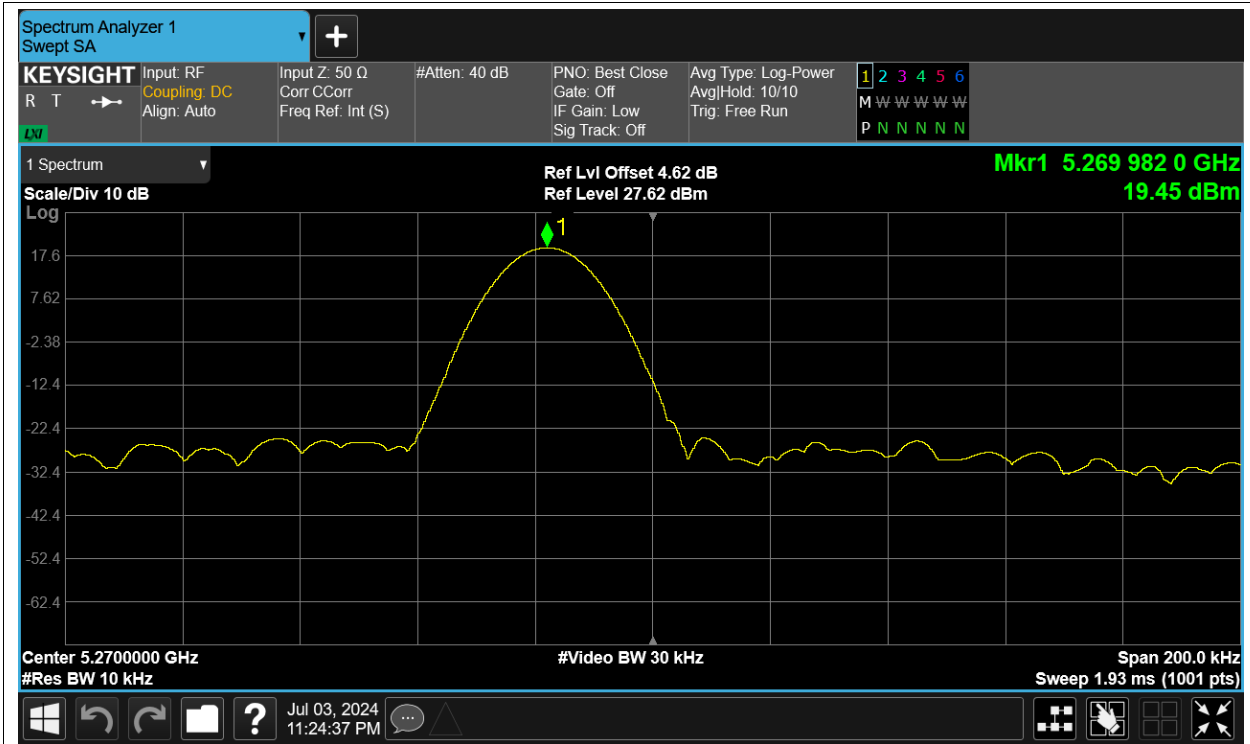 Spectrum Analyzer 1
Swept SA
KEYSIGHT
R T
LXI
Input: RF
Coupling: DC
Align: Auto
Input Z: 50 Ω
Corr CCorr
Freq Ref: Int (S)
#Atten: 40 dB
PNO: Best Close
Gate: Off
IF Gain: Low
Sig Track: Off
Avg Type: Log-Power
Avg|Hold: 10/10
Trig: Free Run
1 2 3 4 5 6
M W W W W W
P N N N N N
1 Spectrum
Scale/Div 10 dB
Log
Ref Lvl Offset 4.62 dB
Ref Level 27.62 dBm
Mkr1 5.269 982 0 GHz
19.45 dBm
1
17.6
7.62
-2.38
-12.4
-22.4
-32.4
-42.4
-52.4
-62.4
Center 5.2700000 GHz
#Res BW 10 kHz
#Video BW 30 kHz
Span 200.0 kHz
Sweep 1.93 ms (1001 pts)
?
Jul 03, 2024
11:24:37 PM